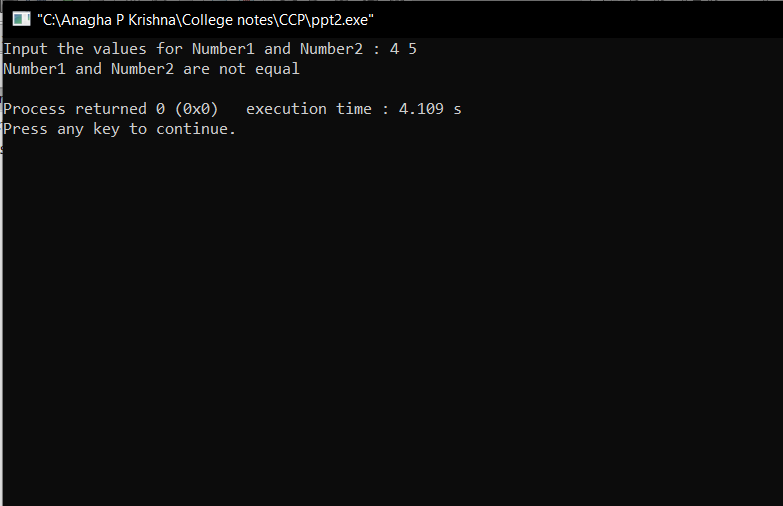 "C:\Anagha P Krishna\College notes\CCP\ppt2.exe"
Input the values for Number1 and Number2 : 4 5
Number1 and Number2 are not equal
Process returned 0 (0x0)   execution time : 4.109 s
Press any key to continue.